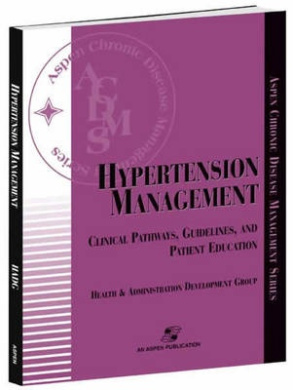 HYPERTENSION MANAGEMENT
HADG
ASPEN
Aspen Chronic Disease Management Series
ACDMS
HYPERTENSION
MANAGEMENT
CLINICAL PATHWAYS, GUIDELINES, AND
PATIENT EDUCATION
HEALTH & ADMINISTRATION DEVELOPMENT GROUP
AN ASPEN PUBLICATION
ASPEN CHRONIC DISEASE MANAGEMENT SERIES